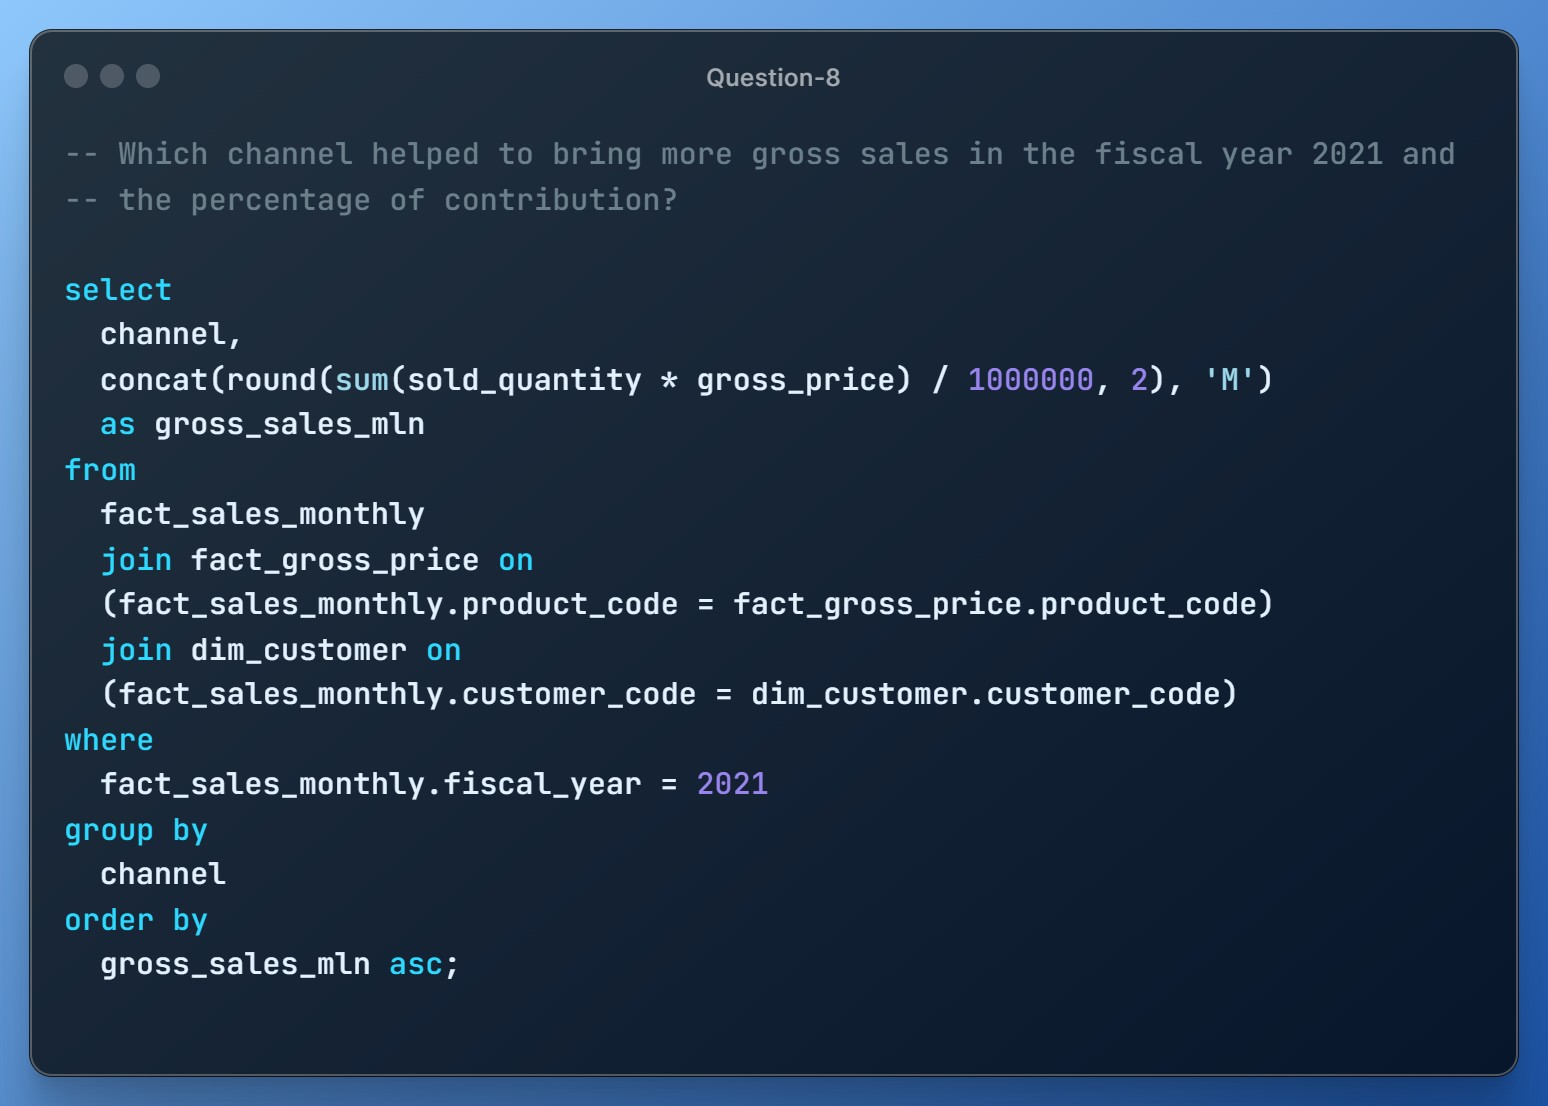 Question-8
-- Which channel helped to bring more gross sales in the fiscal year 2021 and
-- the percentage of contribution?
select
channel,
concat(round(sum(sold_quantity * gross_price) / 1000000, 2), 'M')
as gross_sales_mln
from
fact_sales_monthly
join fact_gross_price on
(fact_sales_monthly.product_code = fact_gross_price.product_code)
join dim_customer on
(fact_sales_monthly.customer_code = dim_customer.customer_code)
where
fact_sales_monthly.fiscal_year = 2021
group by
channel
order by
gross_sales_mln asc;